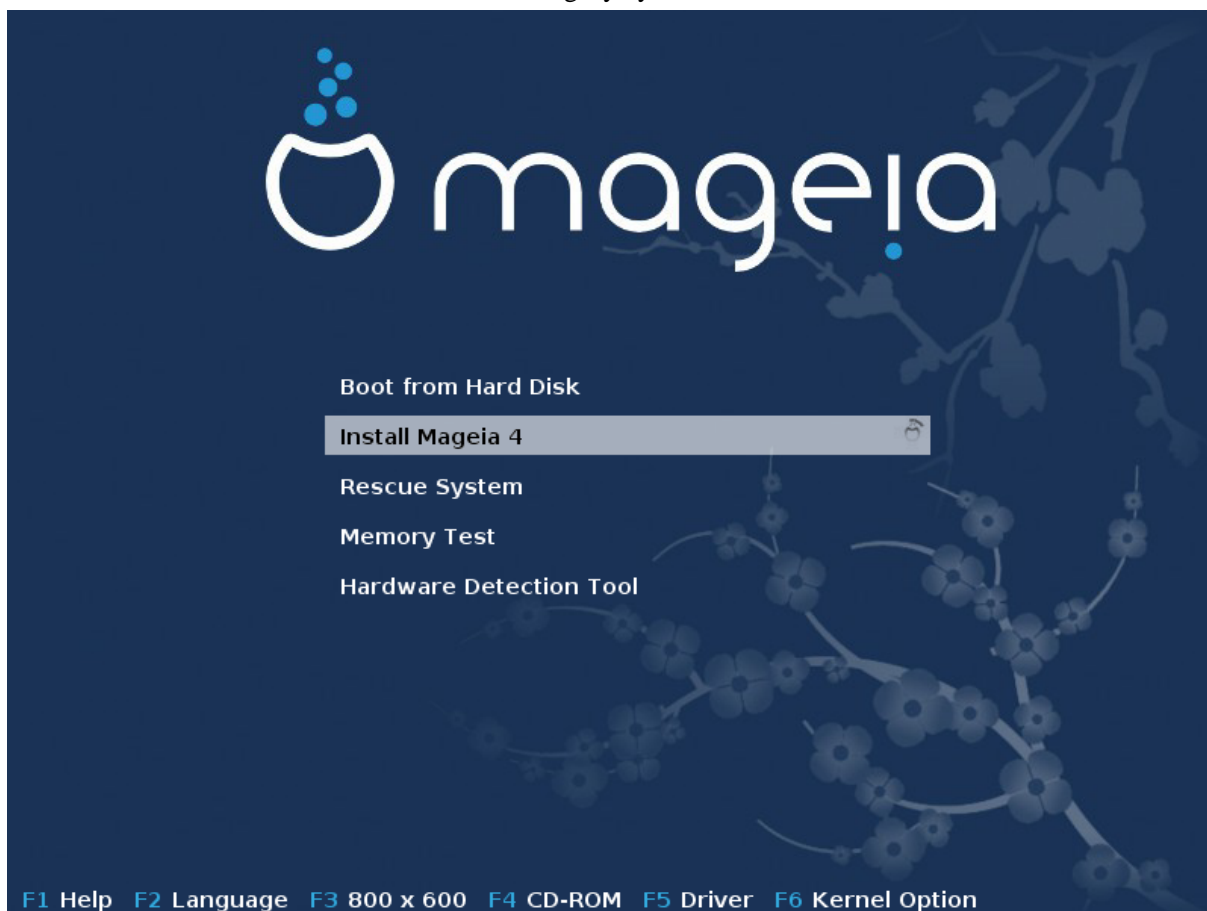 mageia
Boot from Hard Disk
Install Mageia 4
Rescue System
Memory Test
Hardware Detection Tool
F1 Help F2 Language F3 800 x 600 F4 CD-ROM F5 Driver F6 Kernel Option